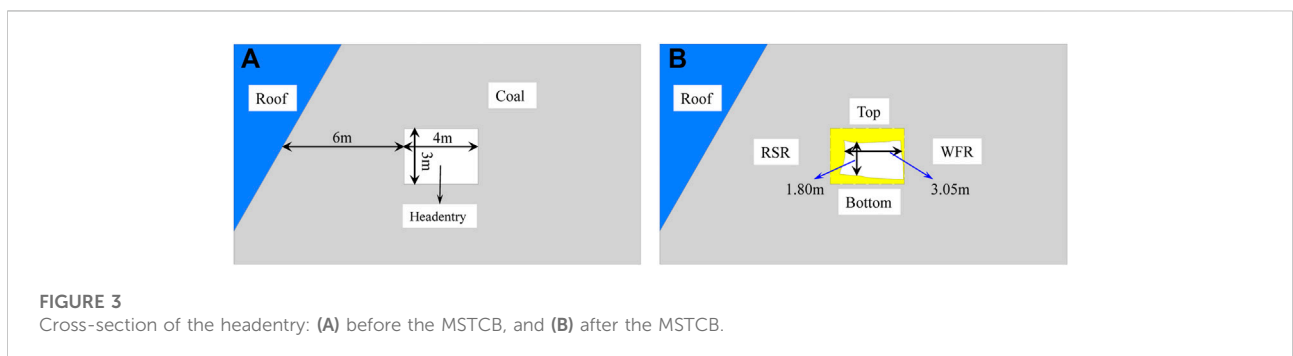 A
Roof
Coal
6m
4m
3m
Headentry
B
Roof
Top
RSR
WFR
1.80m
3.05m
Bottom
FIGURE 3
Cross-section of the headentry: (A) before the MSTCB, and (B) after the MSTCB.